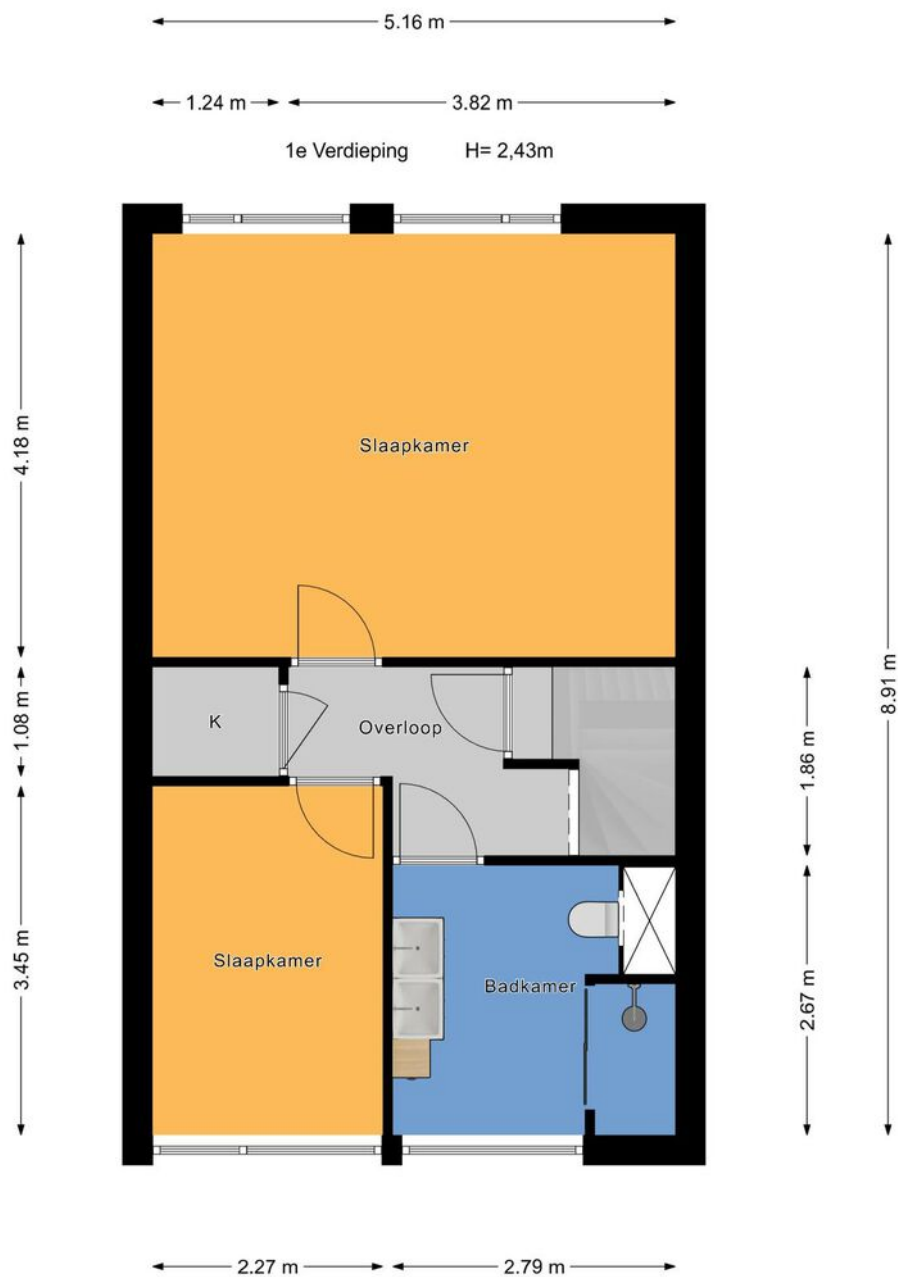 5.16 m
1.24 m 3.82 m
1e Verdieping H= 2,43m
4.18 m
Slaapkamer
8.91 m
1.08 m
K
Overloop
1.86 m
3.45 m
Slaapkamer
Badkamer
2.67 m
2.27 m 2.79 m